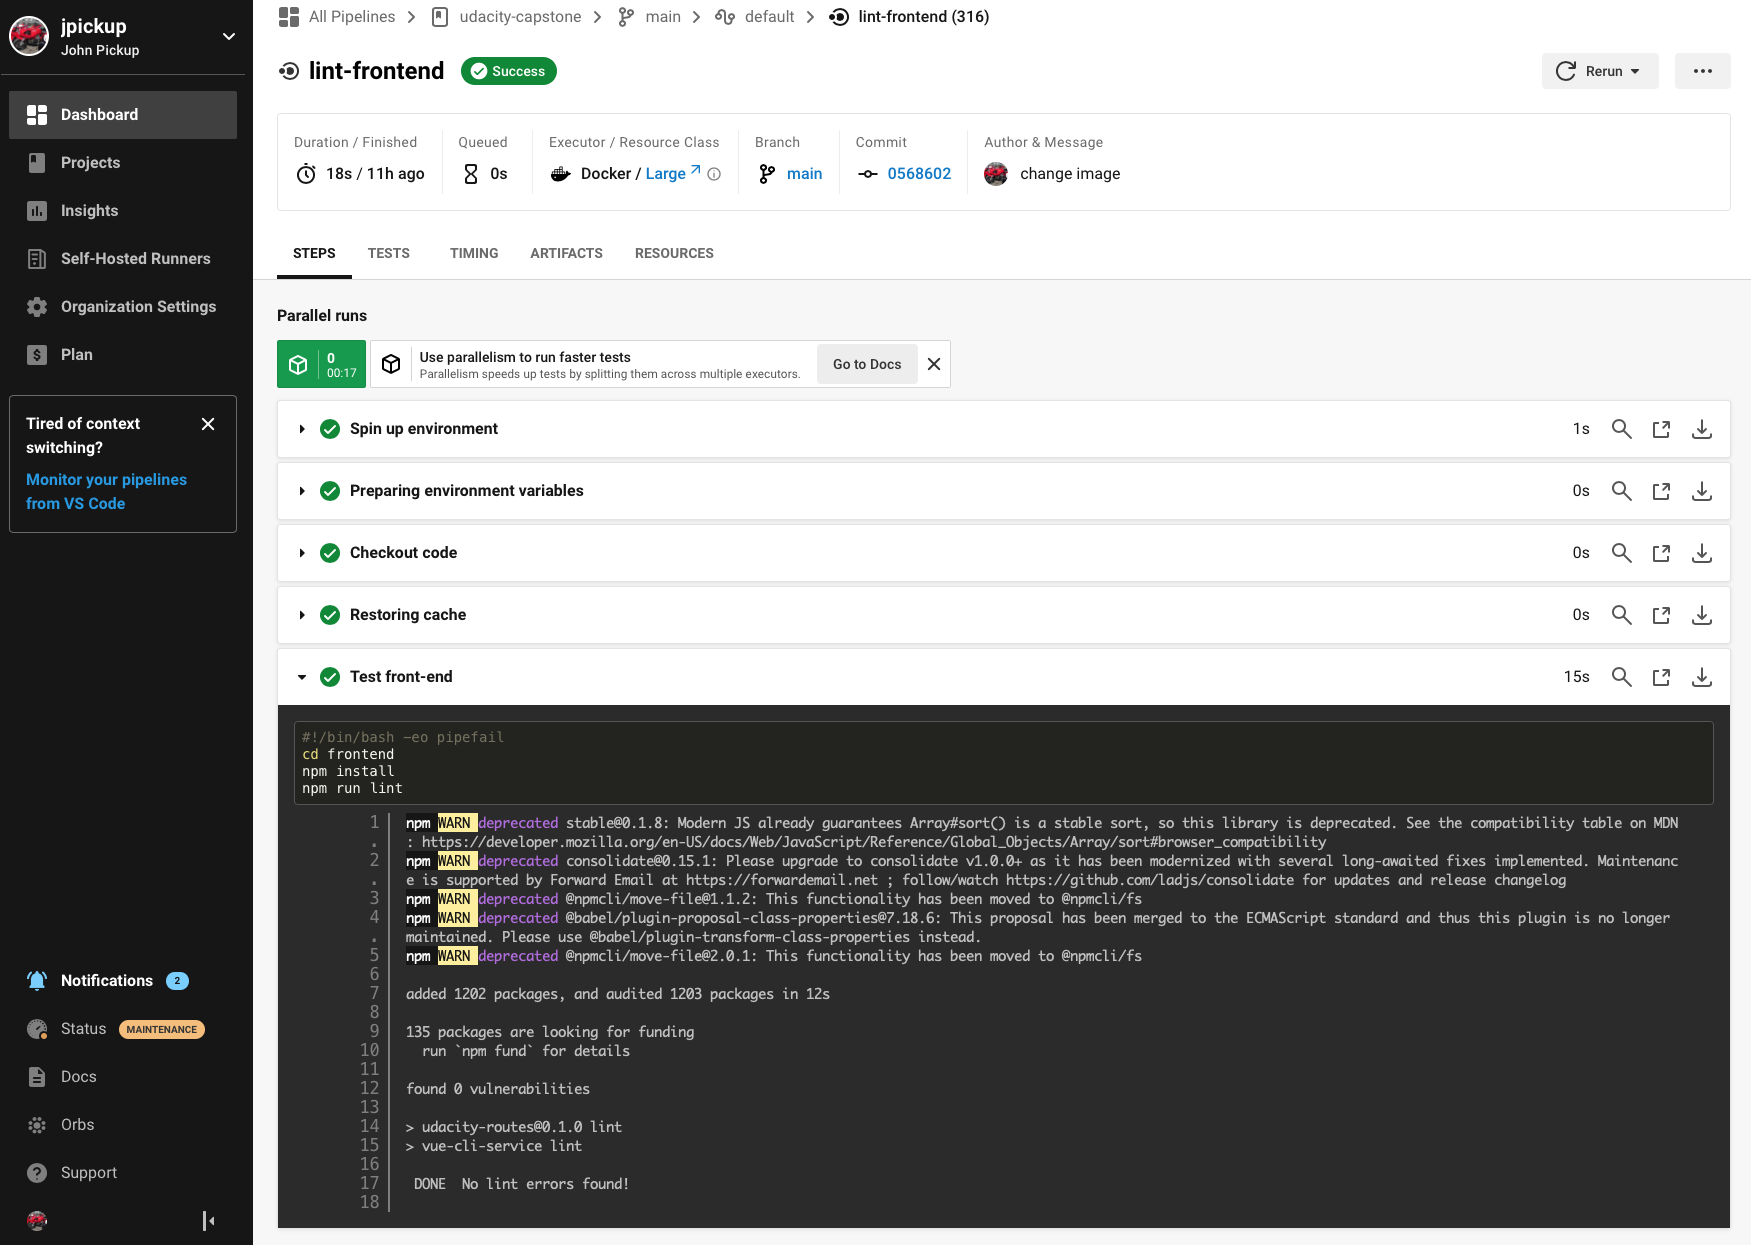 jpickup
John Pickup
Dashboard
Projects
Insights
Self-Hosted Runners
Organization Settings
Plan
Tired of context
switching?
Monitor your pipelines
from VS Code
Notifications 2
Status MAINTENANCE
Docs
Orbs
Support
All Pipelines udacity-capstone main default lint-frontend (316)
lint-frontend Success
Rerun
Duration / Finished Queued Executor / Resource Class Branch Commit Author & Message
18s / 11h ago 0s Docker / Large main 0568602 change image
STEPS TESTS TIMING ARTIFACTS RESOURCES
Parallel runs
0
00:17
Use parallelism to run faster tests
Parallelism speeds up tests by splitting them across multiple executors.
Go to Docs
Spin up environment 1s
Preparing environment variables 0s
Checkout code 0s
Restoring cache 0s
Test front-end 15s
#!/bin/bash -eo pipefail
cd frontend
npm install
npm run lint
1 npm WARN deprecated stable@0.1.8: Modern JS already guarantees Array#sort() is a stable sort, so this library is deprecated. See the compatibility table on MDN
. : https://developer.mozilla.org/en-US/docs/Web/JavaScript/Reference/Global_Objects/Array/sort#browser_compatibility
2 npm WARN deprecated consolidate@0.15.1: Please upgrade to consolidate v1.0.0+ as it has been modernized with several long-awaited fixes implemented. Maintenanc
. e is supported by Forward Email at https://forwardemail.net ; follow/watch https://github.com/ladjs/consolidate for updates and release changelog
3 npm WARN deprecated @npmcli/move-file@1.1.2: This functionality has been moved to @npmcli/fs
4 npm WARN deprecated @babel/plugin-proposal-class-properties@7.18.6: This proposal has been merged to the ECMAScript standard and thus this plugin is no longer
. maintained. Please use @babel/plugin-transform-class-properties instead.
5 npm WARN deprecated @npmcli/move-file@2.0.1: This functionality has been moved to @npmcli/fs
6
7 added 1202 packages, and audited 1203 packages in 12s
8
9 135 packages are looking for funding
10 run `npm fund` for details
11
12 found 0 vulnerabilities
13
14 > udacity-routes@0.1.0 lint
15 > vue-cli-service lint
16
17 DONE No lint errors found!
18